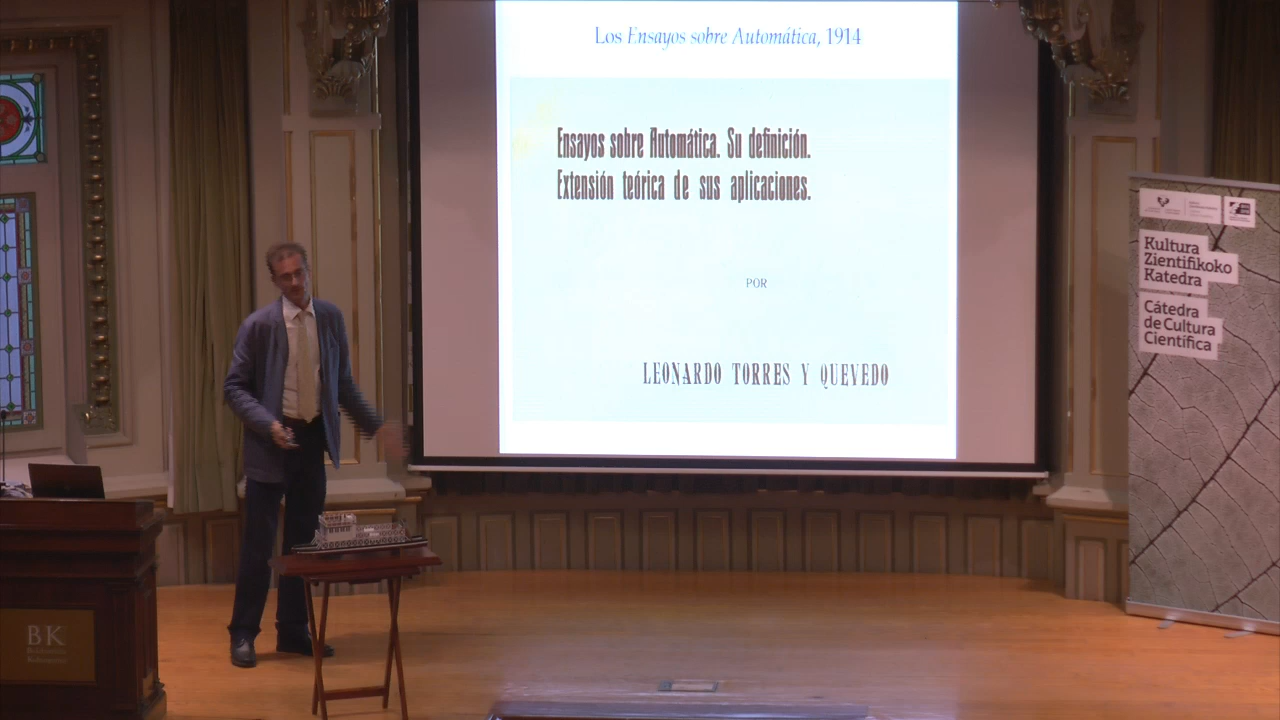 Los Ensayos sobre Automática, 1914
Ensayos sobre Automática. Su definición.
Extensión teórica de sus aplicaciones.
POR
LEONARDO TORRES Y QUEVEDO
Kultura
Zientifikoko
Katedra
Cátedra
de Cultura
Científica
BK